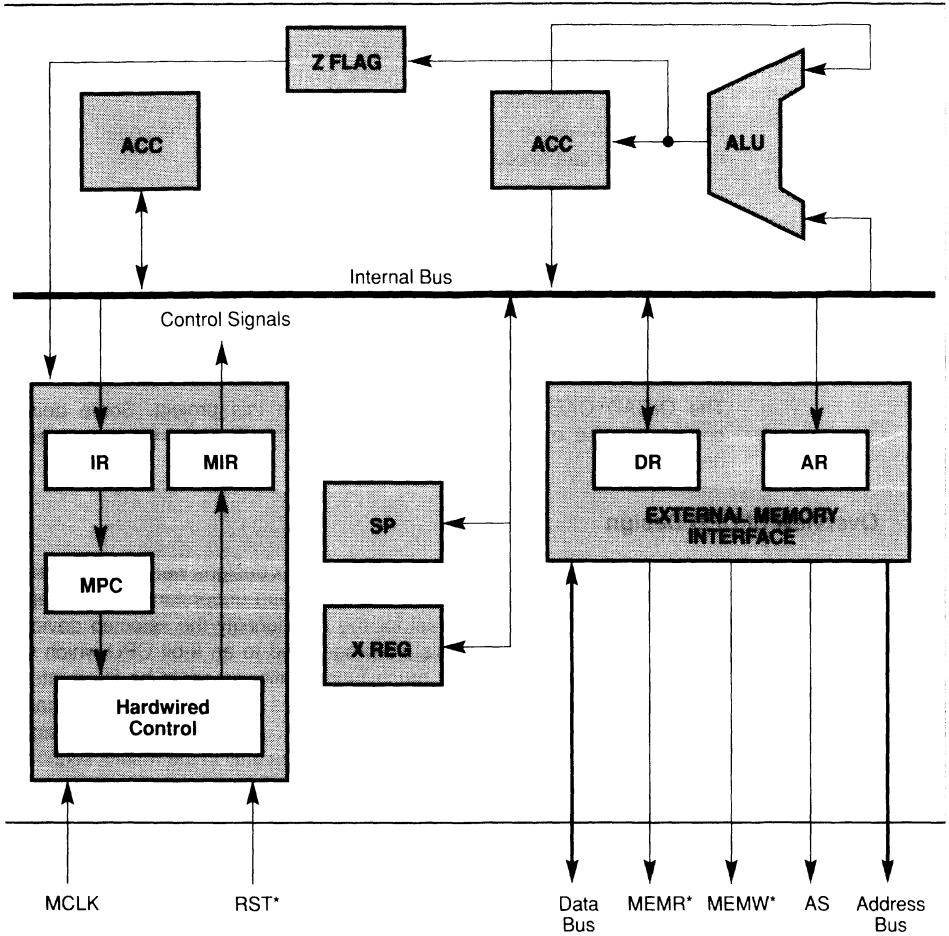 Z FLAG
ACC
ACC
ALU
Internal Bus
Control Signals
IR
MIR
DR
AR
SP
EXTERNAL MEMORY
INTERFACE
MPC
X REG
Hardwired
Control
MCLK
RST*
Data
Bus
MEMR*
MEMW*
AS
Address
Bus